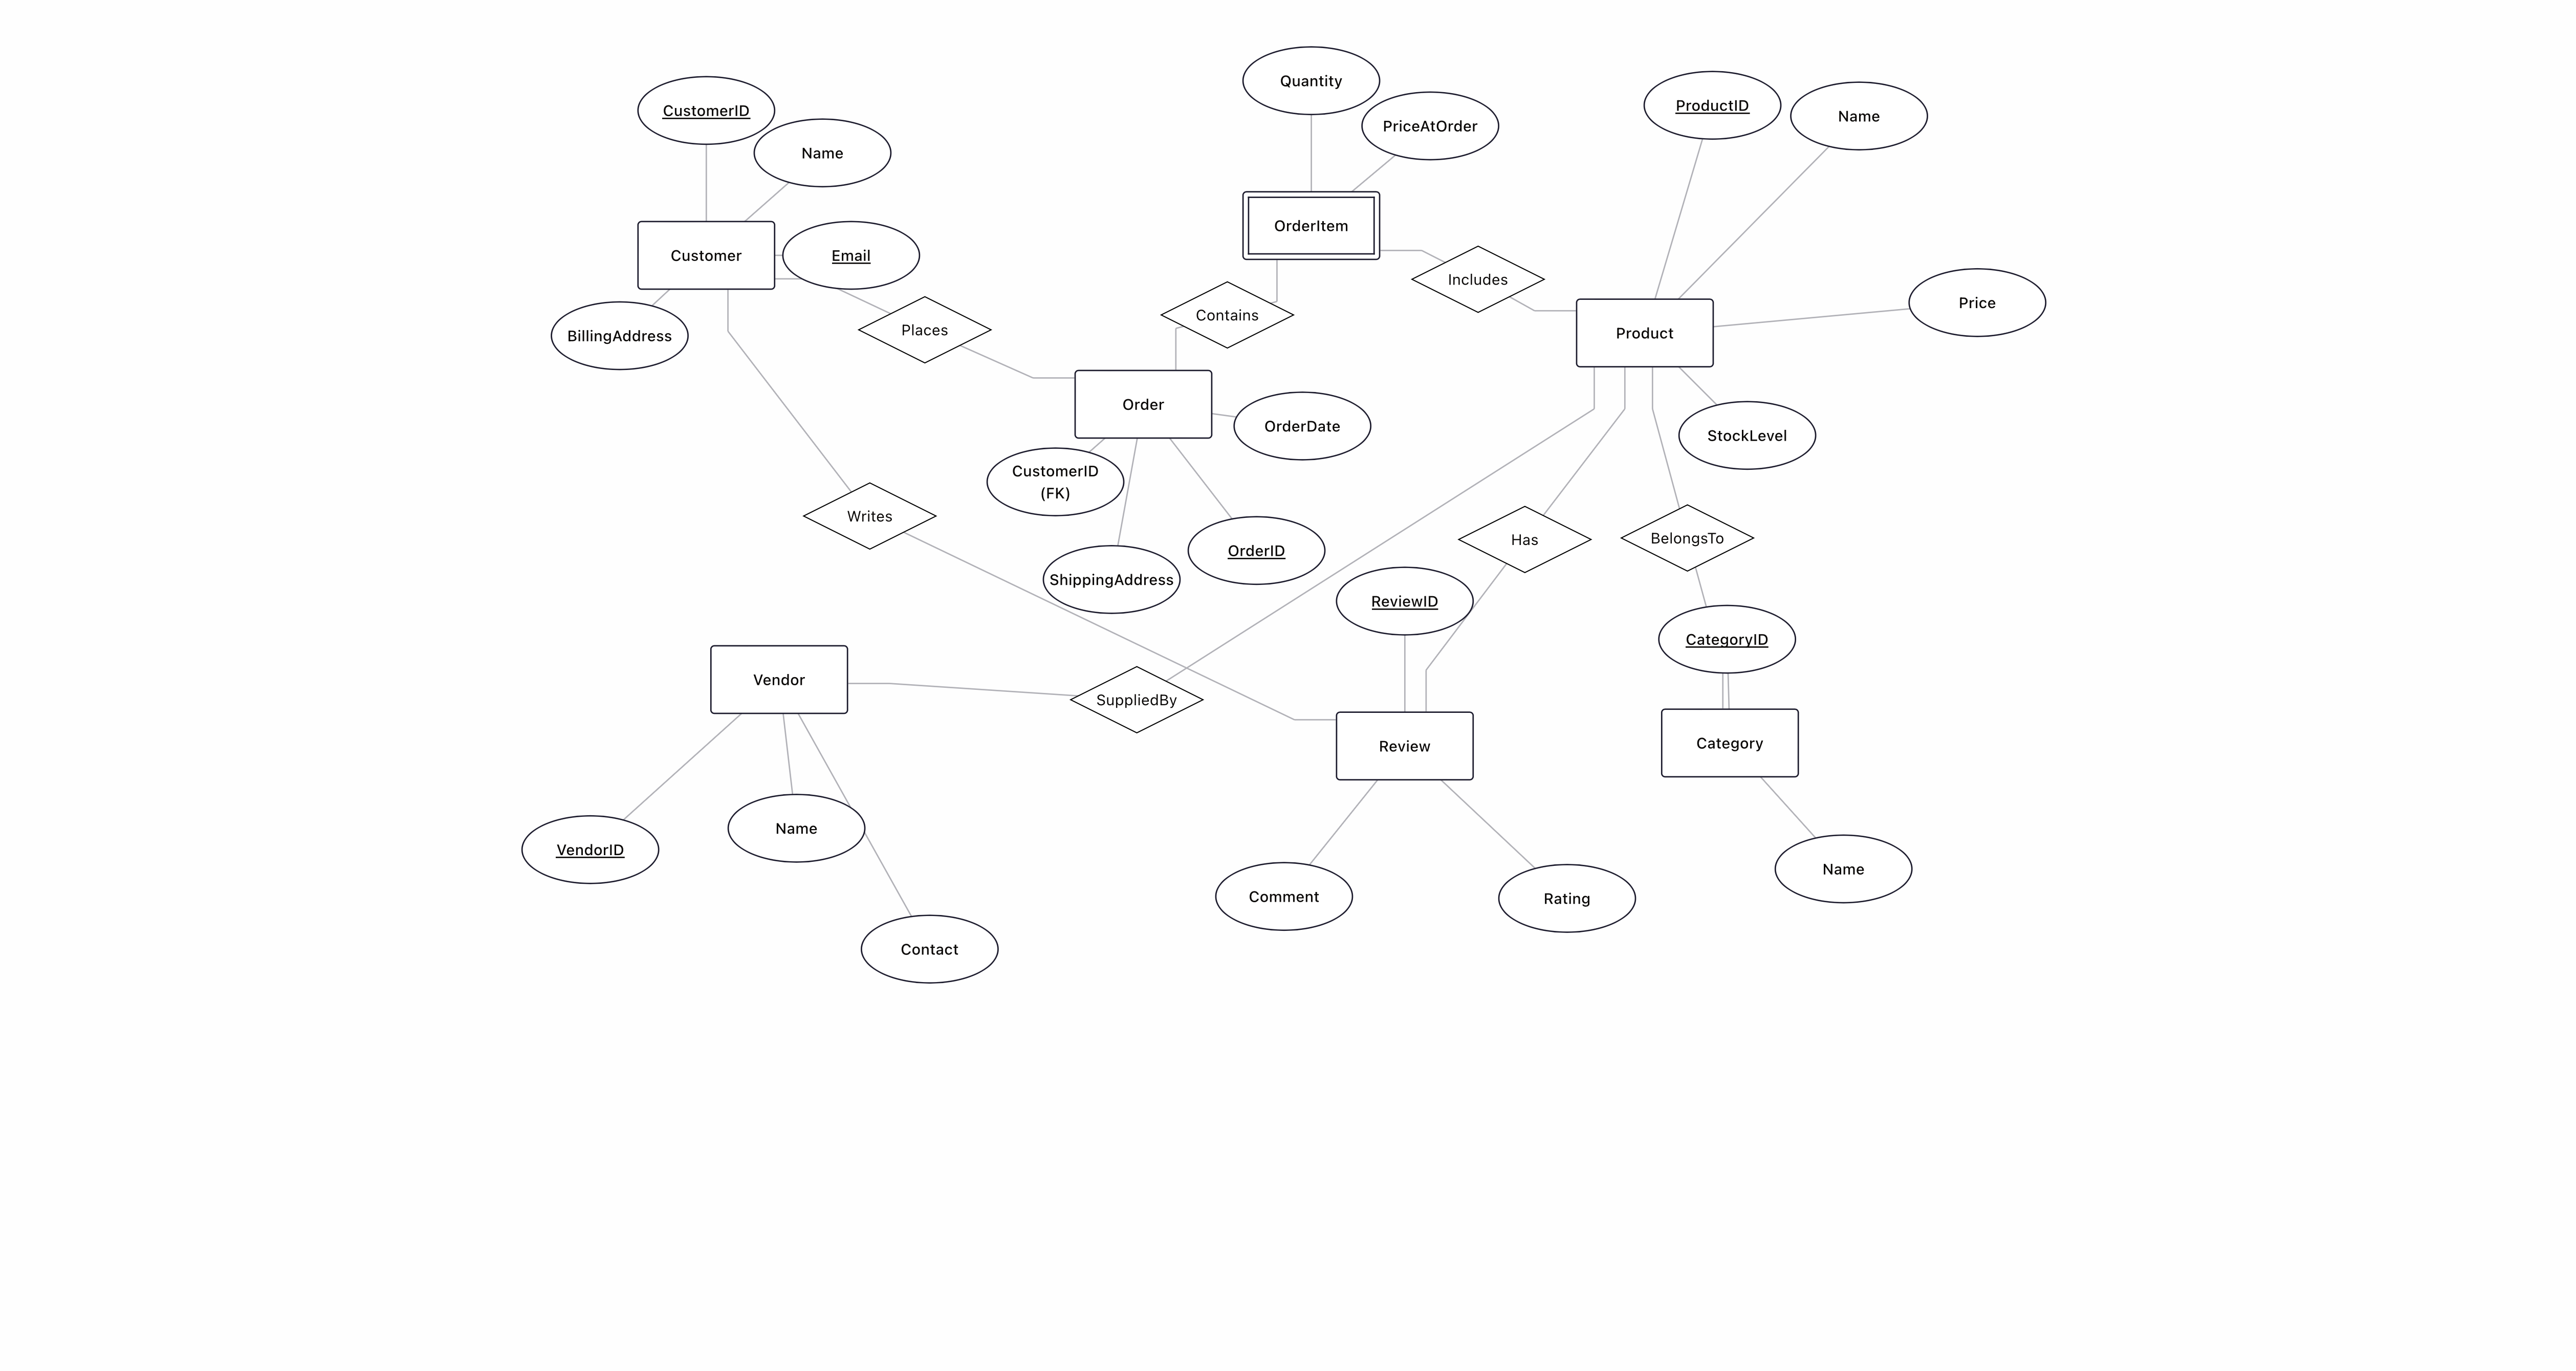 Quantity
CustomerID
ProductID
Name
PriceAtOrder
Name
OrderItem
Customer
Email
Includes
Price
Contains
Places
Product
BillingAddress
Order
OrderDate
StockLevel
CustomerID
(FK)
Writes
Has
BelongsTo
OrderID
ShippingAddress
ReviewID
CategoryID
Vendor
SuppliedBy
Review
Category
Name
VendorID
Name
Comment
Rating
Contact